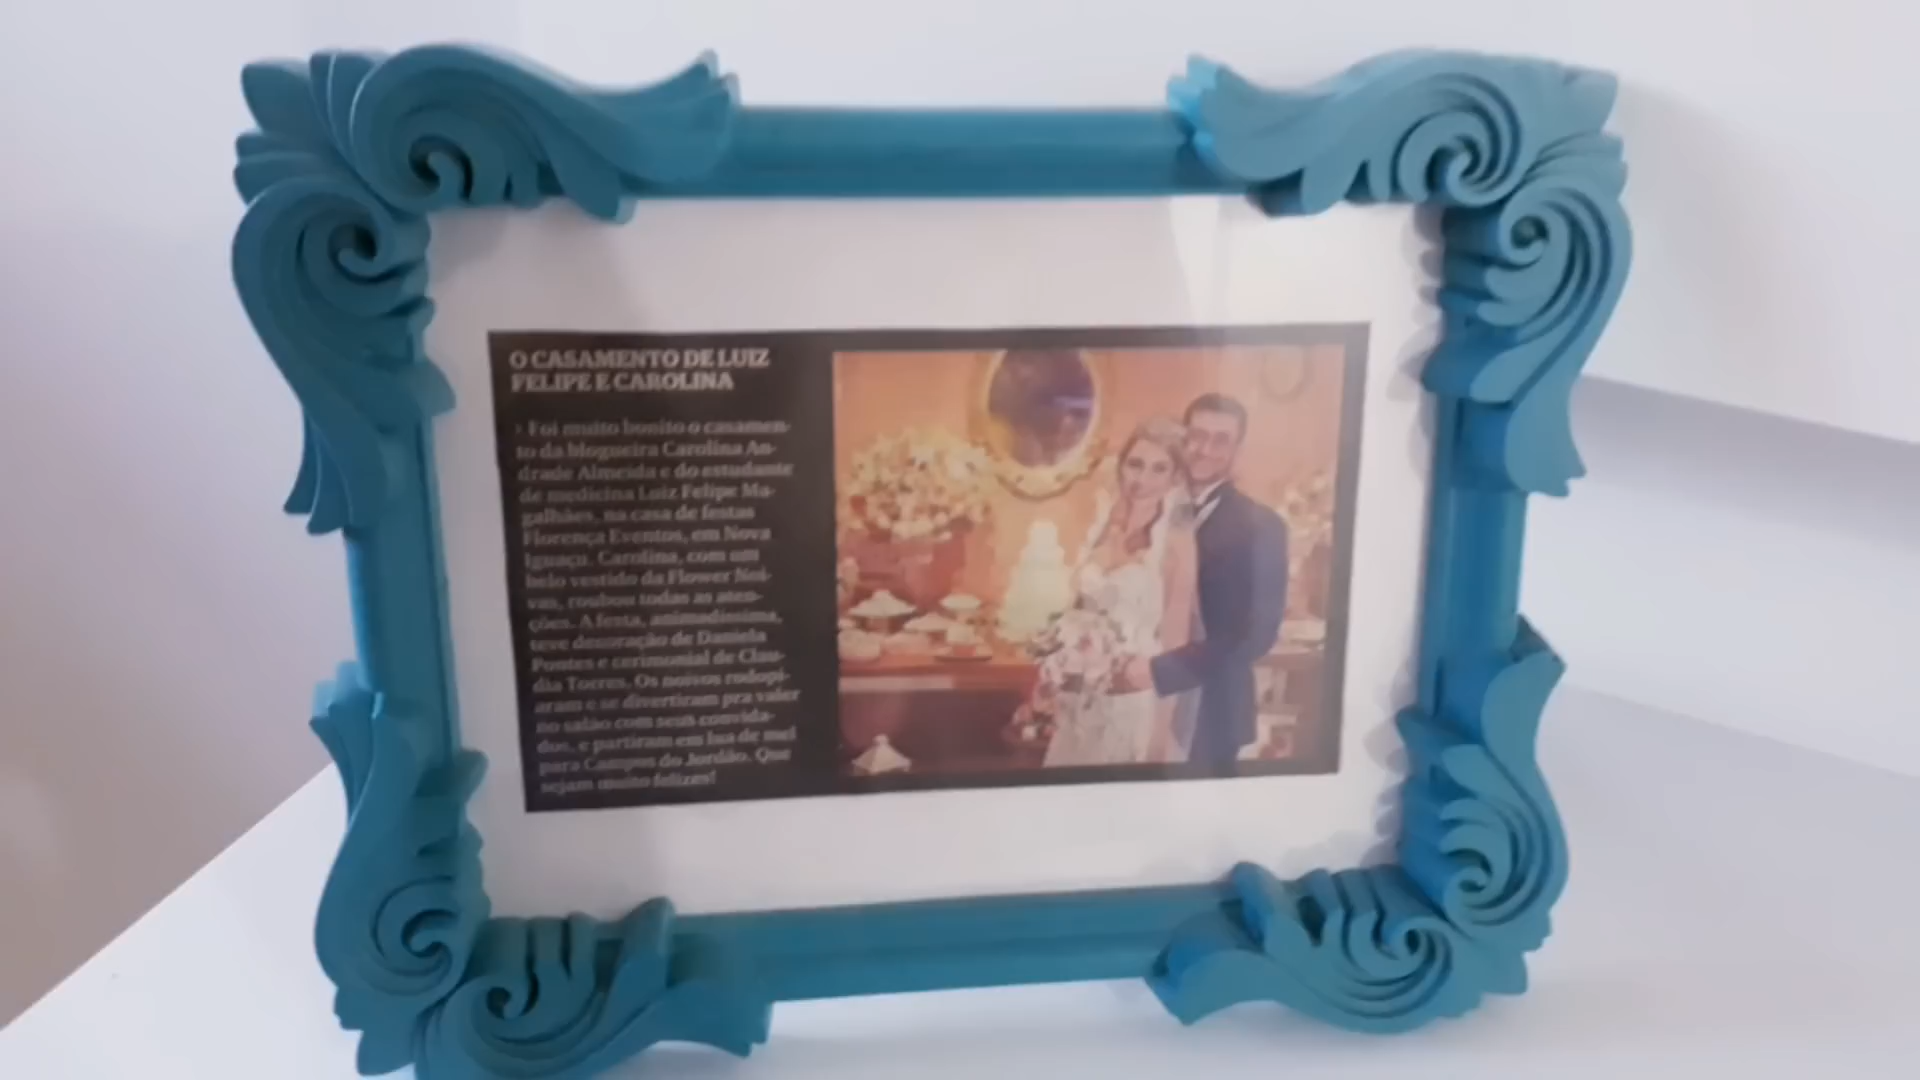 O CASAMENTO DE LUIZ
FELIPE E CAROLINA
› Foi muito bonito o casamen-
to da blogueira Carolina An-
drade Almeida e do estudante
de medicina Luiz Felipe Ma-
galhães, na casa de festas
Florença Eventos, em Nova
Iguaçu. Carolina, com um
belo vestido da Flower Noi-
vas, roubou todas as aten-
ções. A festa, animadíssima,
teve decoração de Daniela
Pontes e cerimonial de Clau-
dia Torres. Os noivos rodopi-
aram e se divertiram pra valer
no salão com seus convida-
dos, e partiram em lua de mel
para Campos do Jordão. Que
sejam muito felizes!